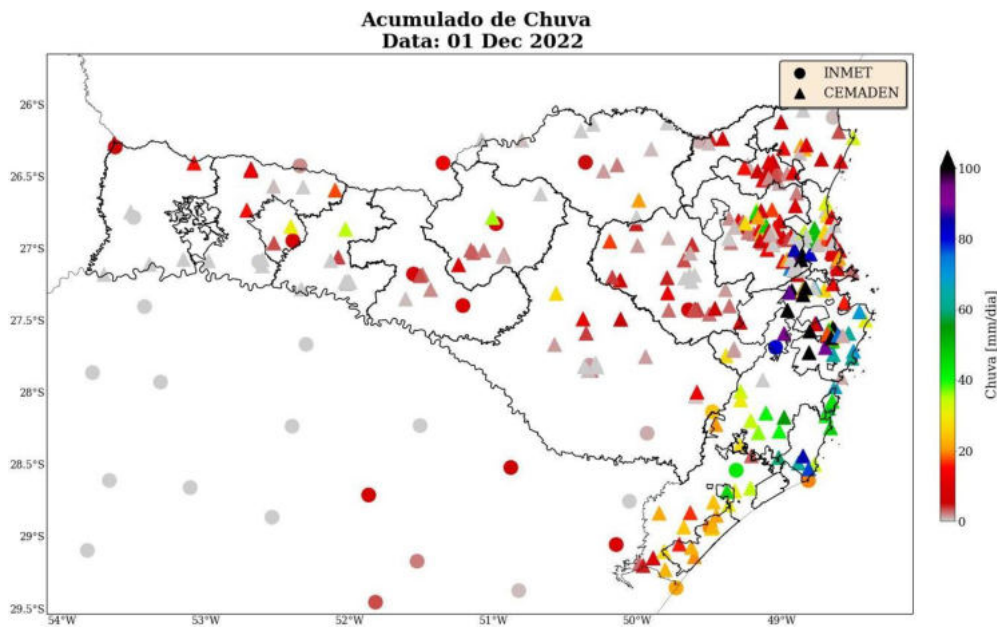 Acumulado de Chuva
Data: 01 Dec 2022
INMET
CEMADEN
26°S
26.5°S
27°S
27.5°S
28°S
28.5°S
29°S
29.5°S
54°W
53°W
52°W
51°W
50°W
49°W
100
80
60
40
20
0
Chuva [mm/dia]